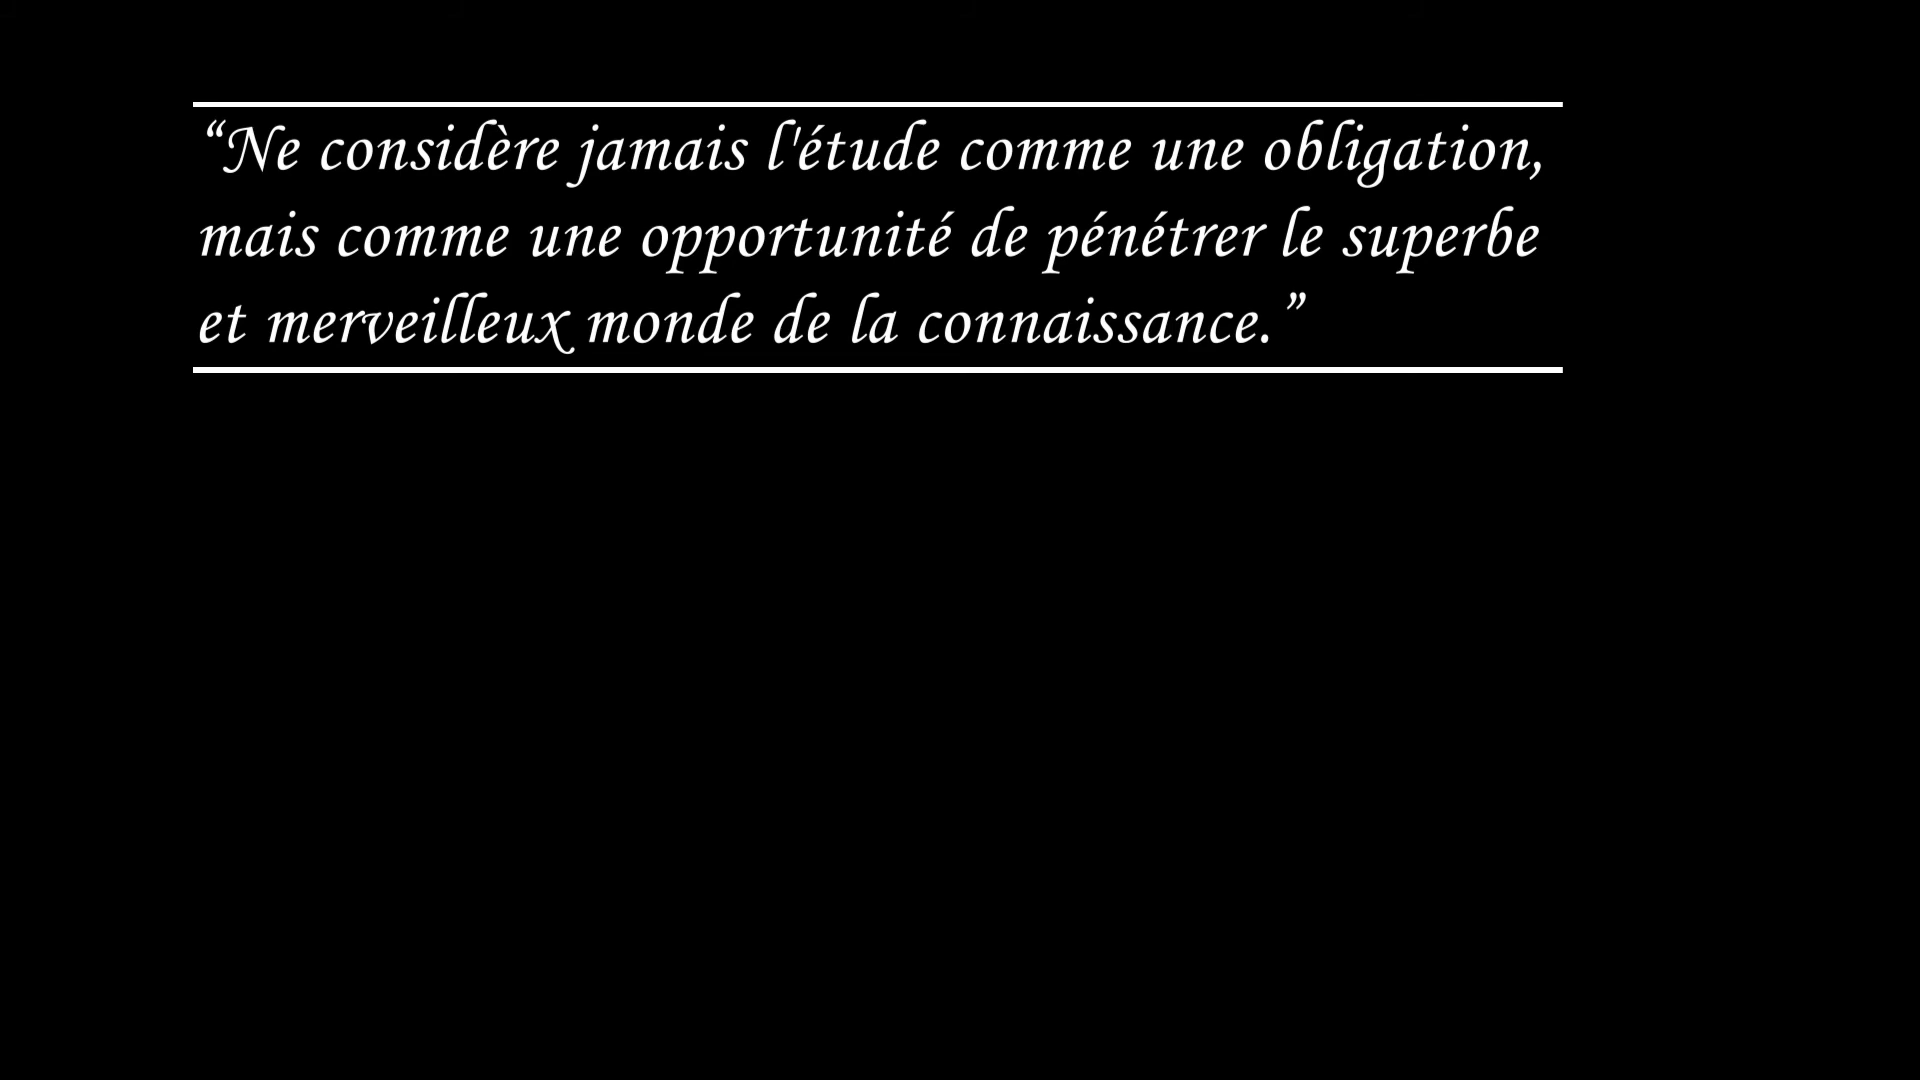 “Ne considère jamais l'étude comme une obligation,
mais comme une opportunité de pénétrer le superbe
et merveilleux monde de la connaissance.”